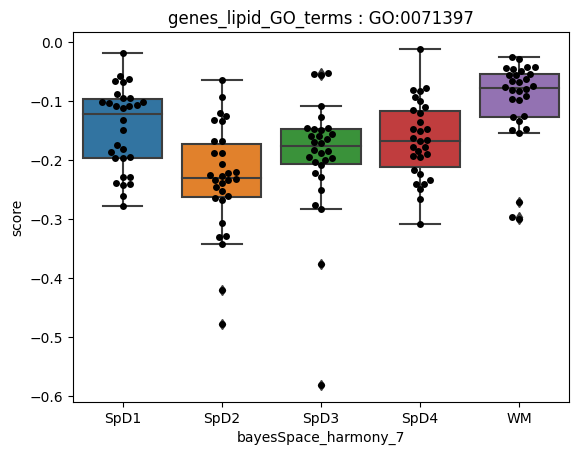 genes_lipid_GO_terms : GO:0071397
score
0.0
−0.1
−0.2
−0.3
−0.4
−0.5
−0.6
SpD1 SpD2 SpD3 SpD4 WM
bayesSpace_harmony_7